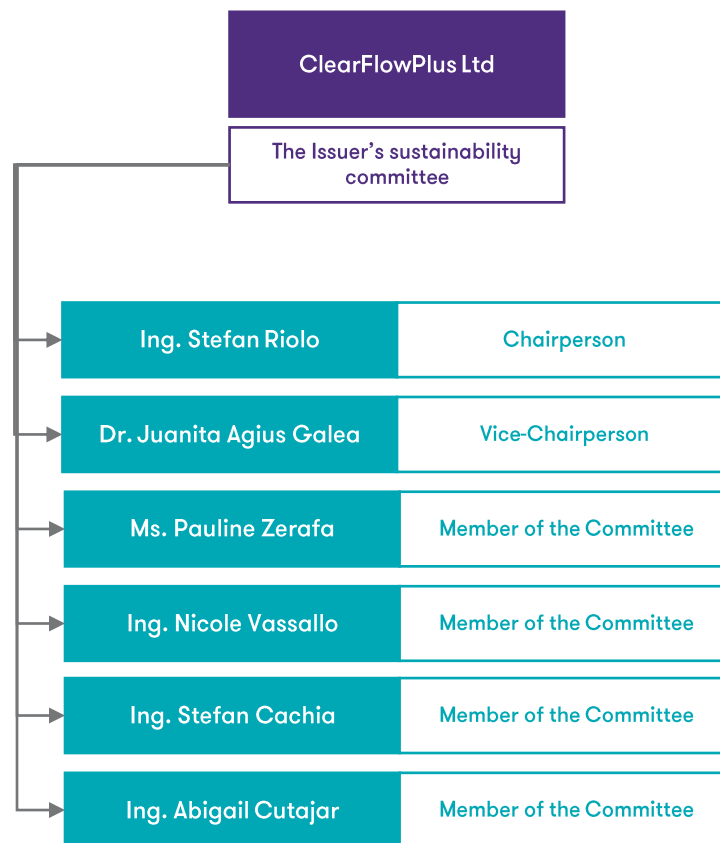 ClearFlowPlus Ltd
The Issuer's sustainability
committee
Ing. Stefan Riolo
Chairperson
Dr. Juanita Agius Galea
Vice-Chairperson
Ms. Pauline Zerafa
Member of the Committee
Ing. Nicole Vassallo
Member of the Committee
Ing. Stefan Cachia
Member of the Committee
Ing. Abigail Cutajar
Member of the Committee